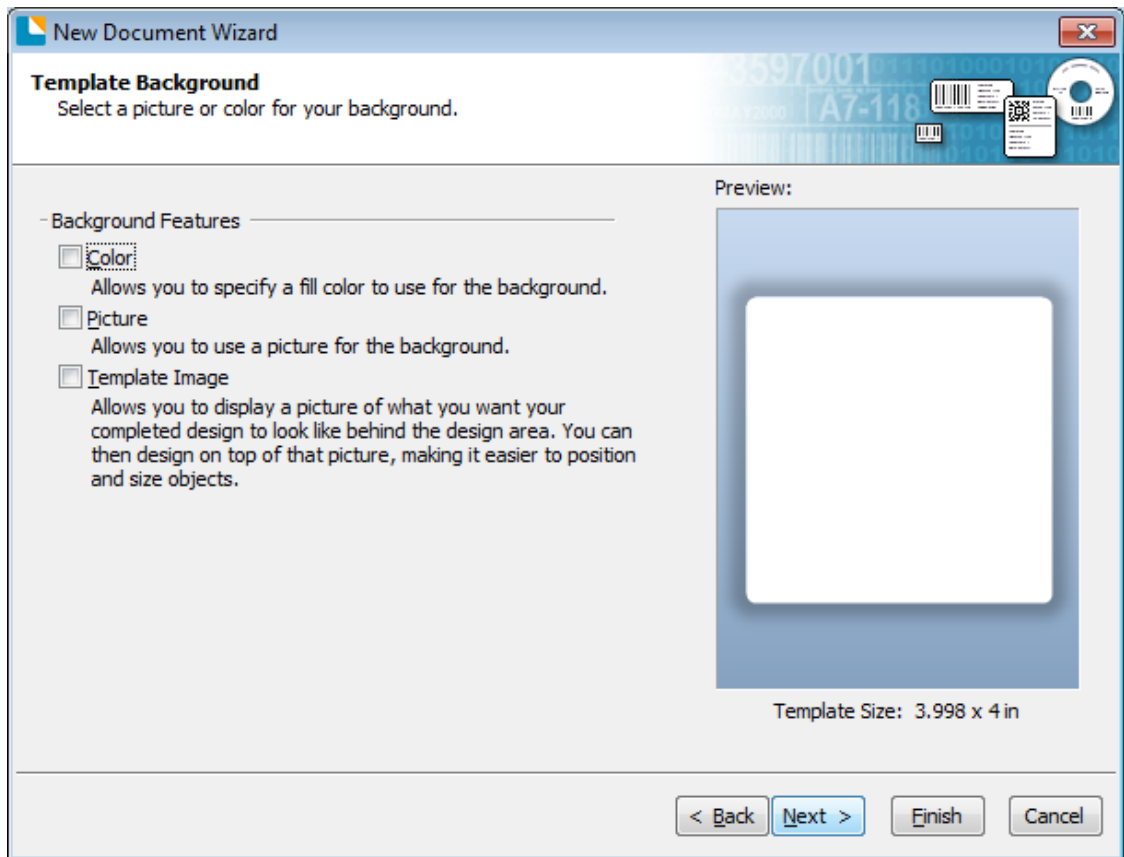 New Document Wizard
Template Background
Select a picture or color for your background.
3597001
A7-118
Preview:
Background Features
Color
Allows you to specify a fill color to use for the background.
Picture
Allows you to use a picture for the background.
Template Image
Allows you to display a picture of what you want your
completed design to look like behind the design area. You can
then design on top of that picture, making it easier to position
and size objects.
Template Size: 3.998 x 4 in
< Back
Next >
Finish
Cancel